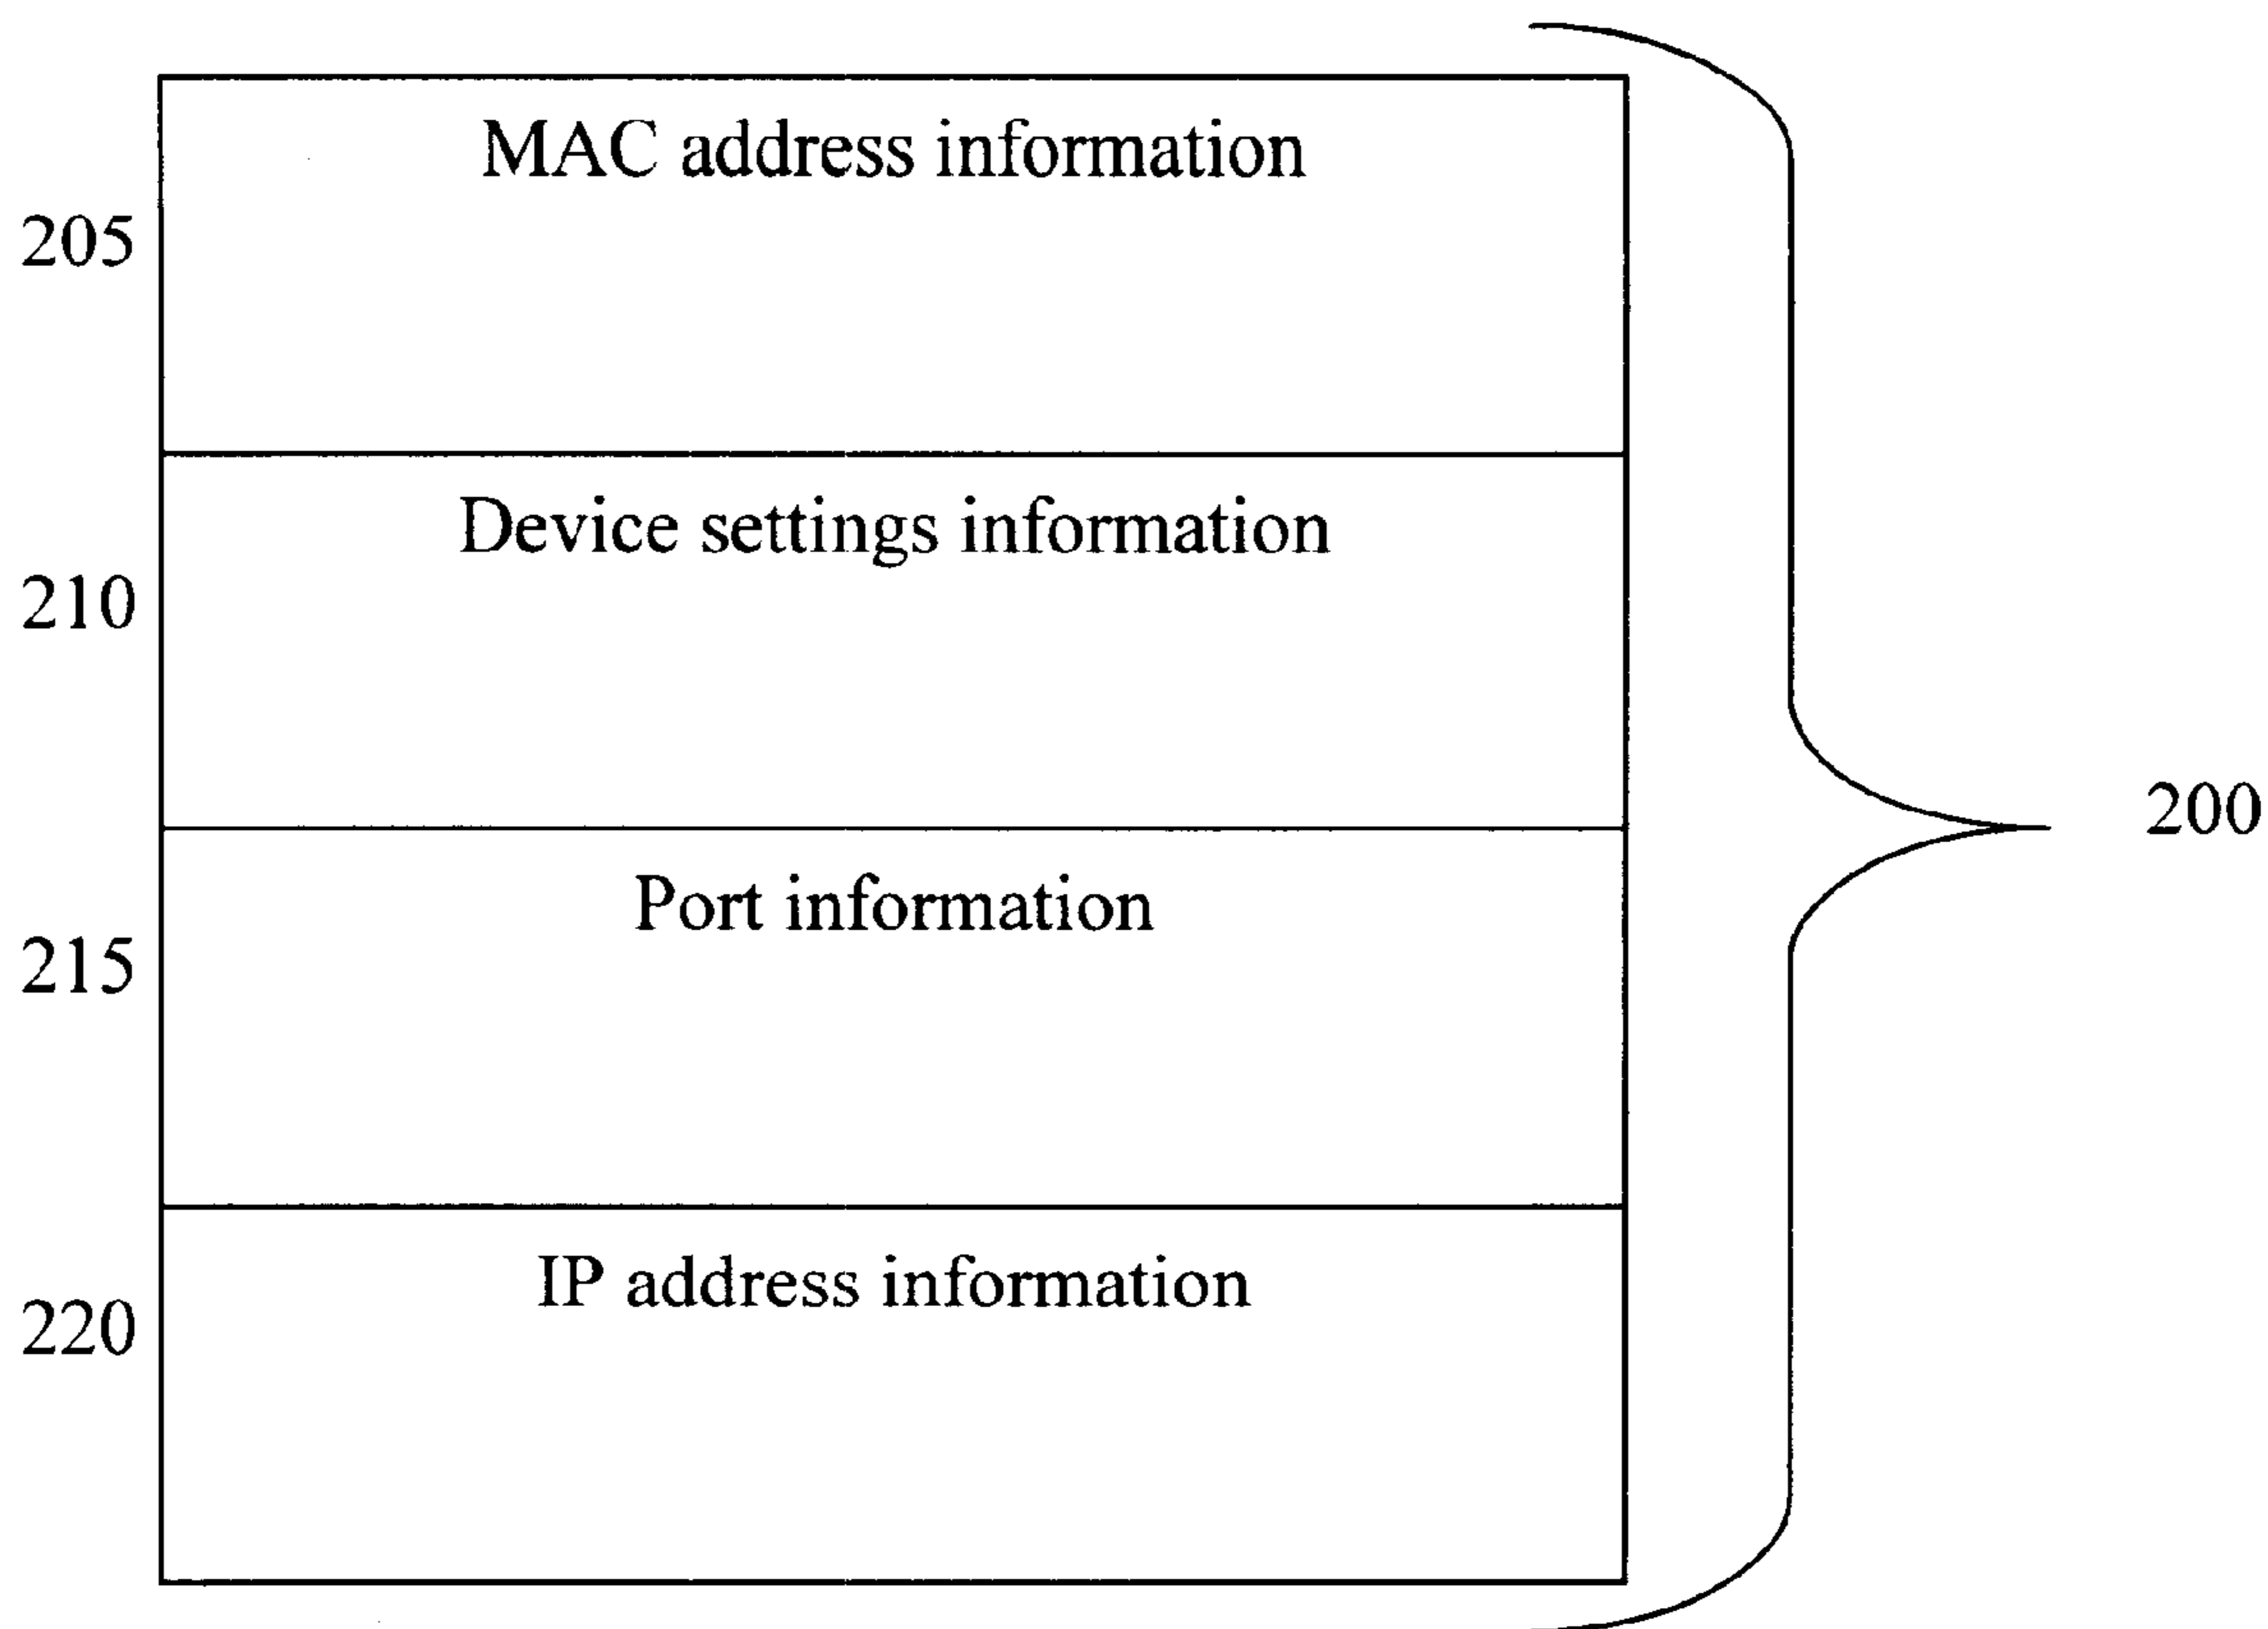 MAC address information
205
Device settings information
210
200
Port information
215
IP address information
220